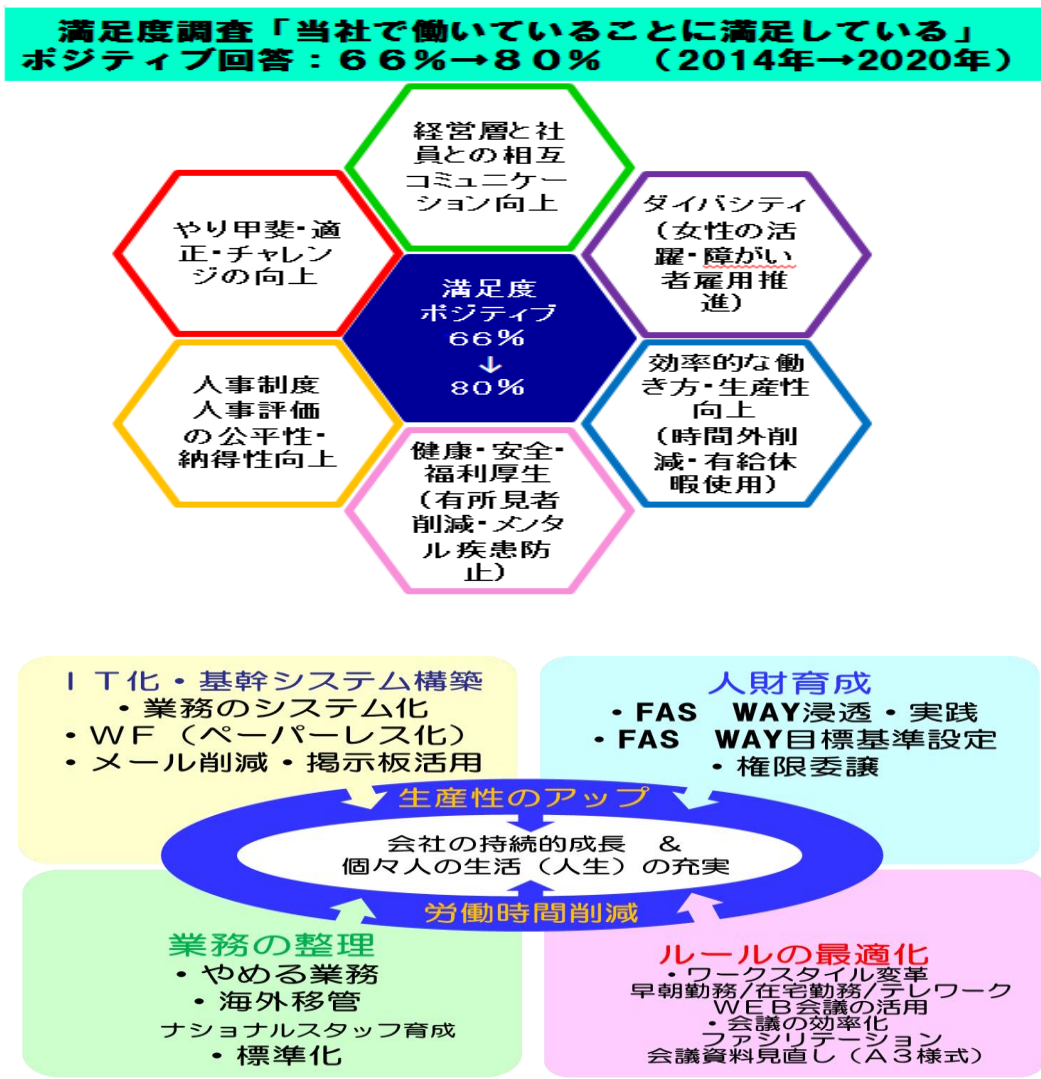 満足度調査「当社で働いていることに満足している」
ポジティブ回答：６６％→８０％　（2014年→2020年）
経営層と社
員との相互
コミュニケー
ション向上
やり甲斐・適
正・チャレン
ジの向上
ダイバシティ
（女性の活
躍・障がい
者雇用推
進）
満足度
ポジティブ
66%
↓
80%
人事制度
人事評価
の公平性・
納得性向上
効率的な働
き方・生産性
向上
（時間外削
減・有給休
暇使用）
健康・安全・
福利厚生
（有所見者
削減・メンタ
ル疾患防
止）
ＩＴ化・基幹システム構築
・業務のシステム化
・ＷＦ（ペーパーレス化）
・メール削減・掲示板活用
人財育成
・FAS　WAY浸透・実践
・FAS　WAY目標基準設定
・権限委譲
生産性のアップ
会社の持続的成長　＆
個々人の生活（人生）の充実
労働時間削減
業務の整理
・やめる業務
・海外移管
ナショナルスタッフ育成
・標準化
ルールの最適化
・ワークスタイル変革
早朝勤務/在宅勤務/テレワーク
ＷＥＢ会議の活用
・会議の効率化
ファシリテーション
会議資料見直し（Ａ３様式）